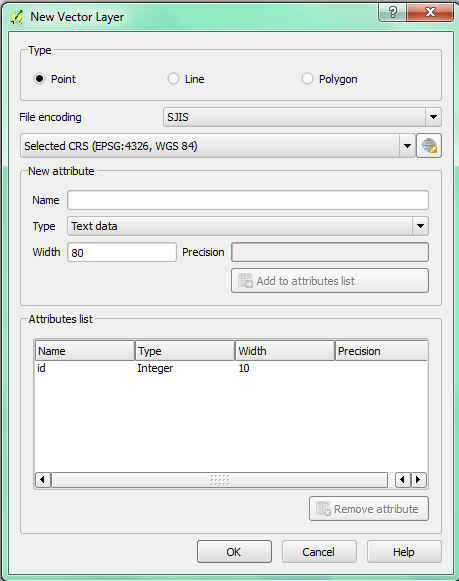 New Vector Layer
Type
Point Line Polygon
File encoding SJIS
Selected CRS (EPSG:4326, WGS 84)
New attribute
Name
Type Text data
Width 80 Precision
Add to attributes list
Attributes list
Name Type Width Precision
id Integer 10
Remove attribute
OK Cancel Help